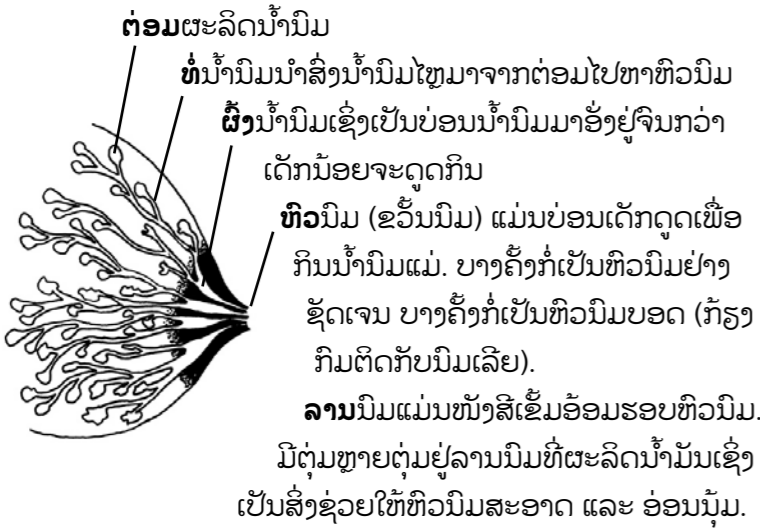 ຕ່ອມຜະລິດນ້ຳນົມ
ທໍ່ນ້ຳນົມນຳສົ່ງນ້ຳນົມໄຫຼມາຈາກຕ່ອມໄປຫາຫົວນົມ
ຜົ້ງນ້ຳນົມເຊິ່ງເປັນບ່ອນນ້ຳນົມມາອັ່ງຢູ່ຈົນກວ່າ
ເດັກນ້ອຍຈະດູດກິນ
ຫົວນົມ (ຂວັ້ນນົມ) ແມ່ນບ່ອນເດັກດູດເພື່ອ
ກິນນ້ຳນົມແມ່. ບາງຄັ້ງກໍ່ເປັນຫົວນົມຢ່າງ
ຊັດເຈນ ບາງຄັ້ງກໍ່ເປັນຫົວນົມບອດ (ກ້ຽງ
ກົມຕິດກັບນົມເລີຍ).
ລານນົມແມ່ນໜັງສີເຂັ້ມອ້ອມຮອບຫົວນົມ.
ມີຕຸ່ມຫຼາຍຕຸ່ມຢູ່ລານນົມທີ່ຜະລິດນ້ຳມັນເຊິ່ງ
ເປັນສິ່ງຊ່ວຍໃຫ້ຫົວນົມສະອາດ ແລະ ອ່ອນນຸ້ມ.